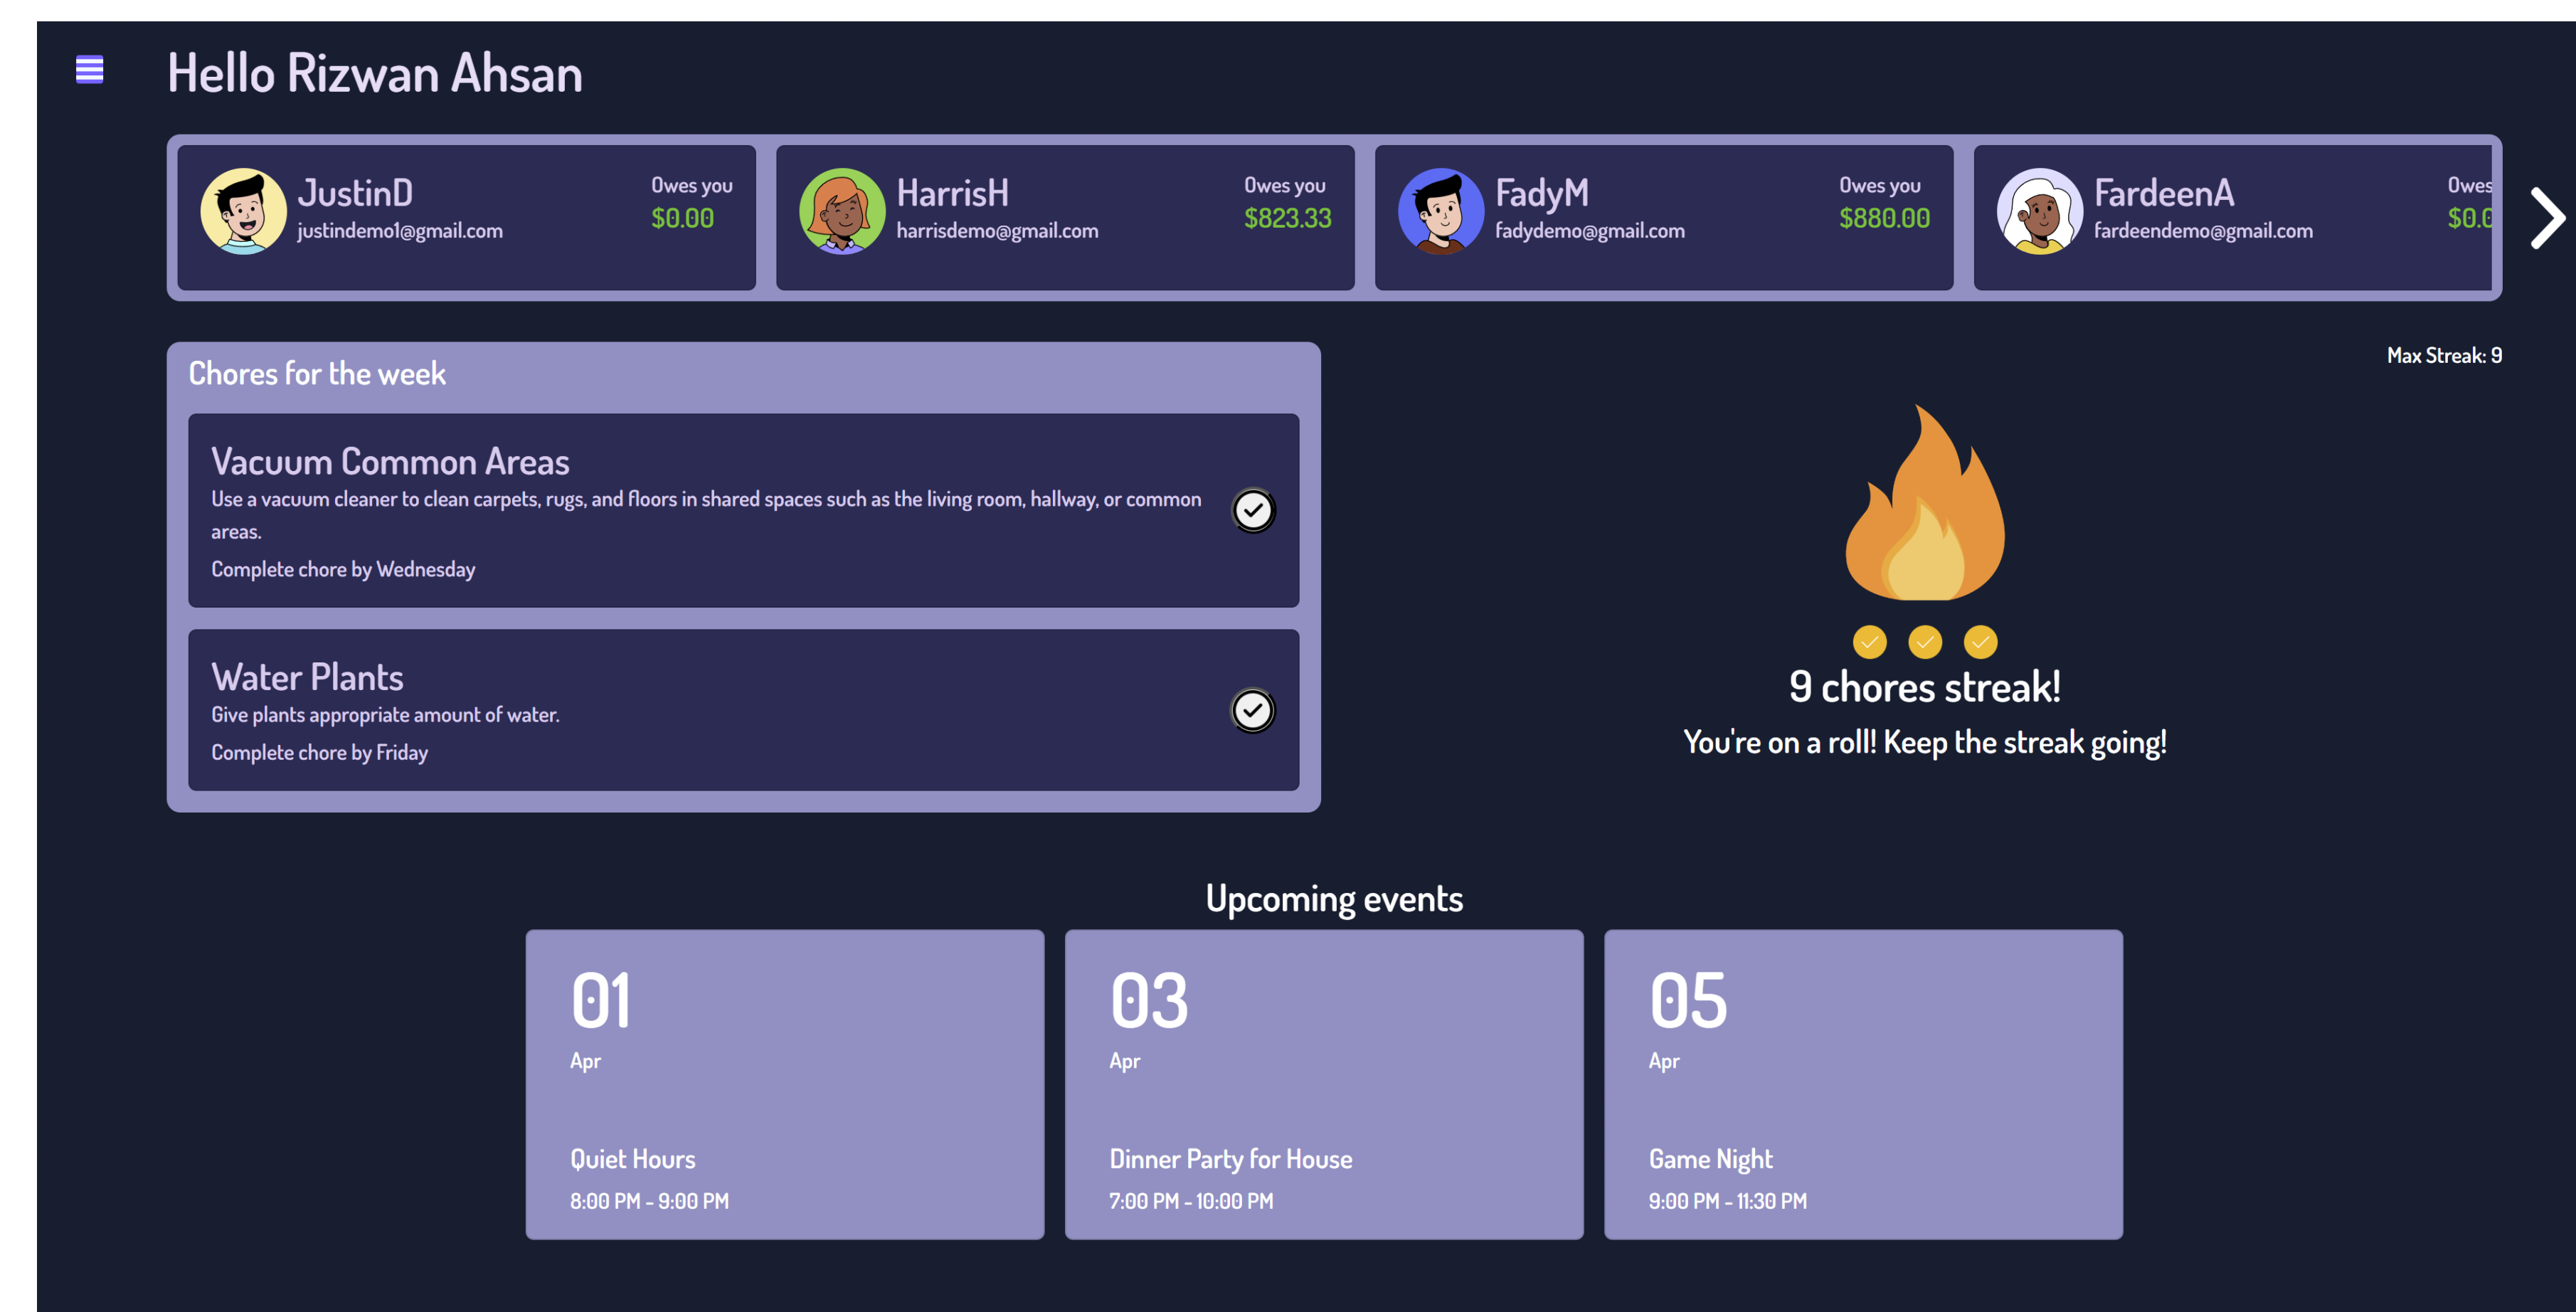 Hello Rizwan Ahsan
JustinD
justindemo1@gmail.com
Owes you
$0.00
HarrisH
harrisdemo@gmail.com
Owes you
$823.33
FadyM
fadydemo@gmail.com
Owes you
$880.00
FardeenA
fardeendemo@gmail.com
Owes
$0.0
Chores for the week
Vacuum Common Areas
Use a vacuum cleaner to clean carpets, rugs, and floors in shared spaces such as the living room, hallway, or common
areas.
Complete chore by Wednesday
Water Plants
Give plants appropriate amount of water.
Complete chore by Friday
Max Streak: 9
9 chores streak!
You're on a roll! Keep the streak going!
Upcoming events
01
Apr
Quiet Hours
8:00 PM - 9:00 PM
03
Apr
Dinner Party for House
7:00 PM - 10:00 PM
05
Apr
Game Night
9:00 PM - 11:30 PM